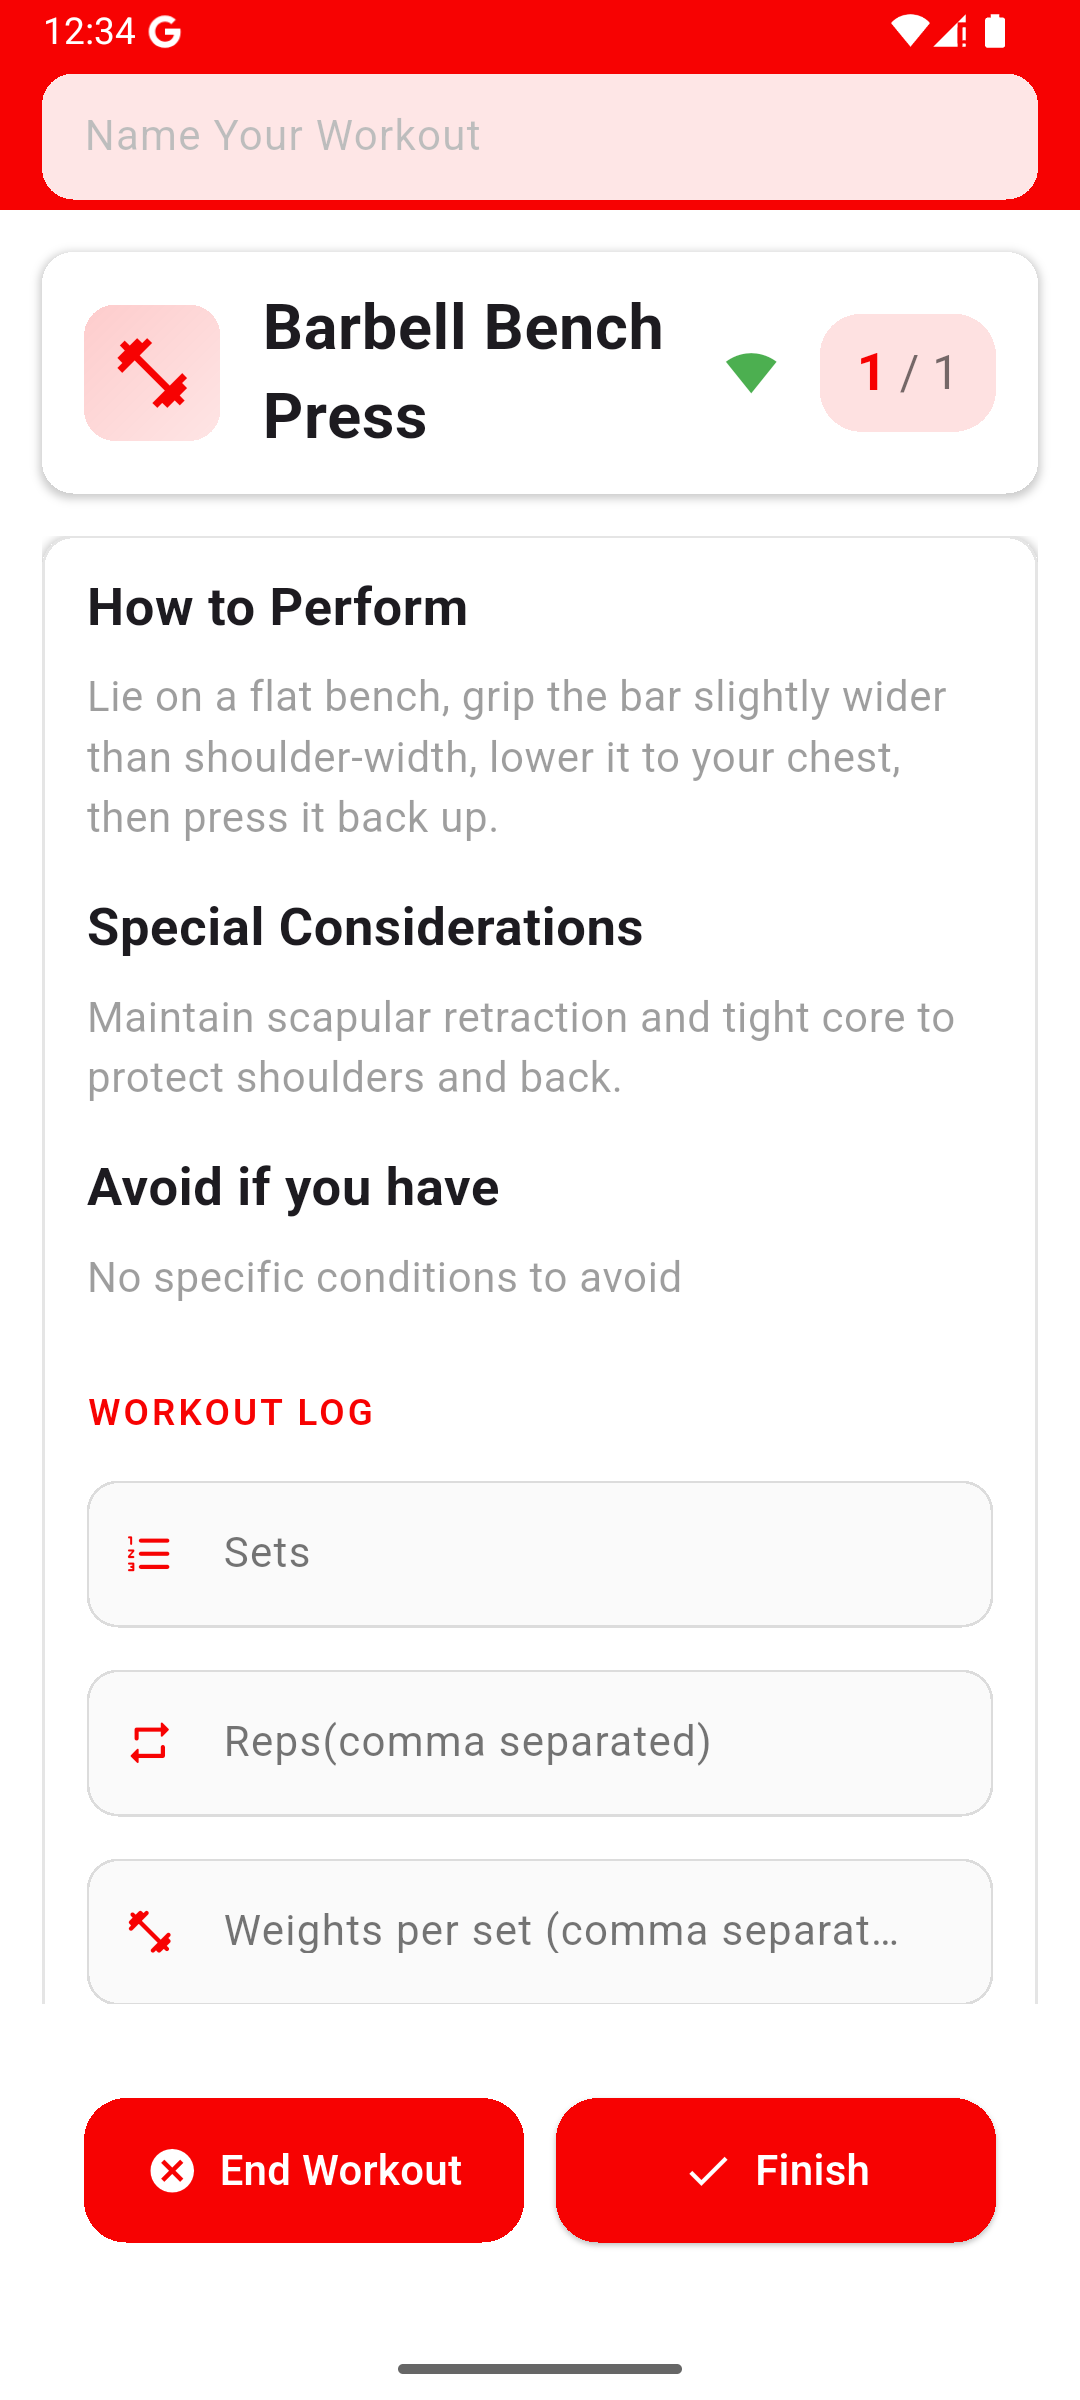 12:34
Name Your Workout
Barbell Bench
Press
1 / 1
How to Perform
Lie on a flat bench, grip the bar slightly wider
than shoulder-width, lower it to your chest,
then press it back up.
Special Considerations
Maintain scapular retraction and tight core to
protect shoulders and back.
Avoid if you have
No specific conditions to avoid
WORKOUT LOG
Sets
Reps(comma separated)
Weights per set (comma separat...
End Workout
Finish